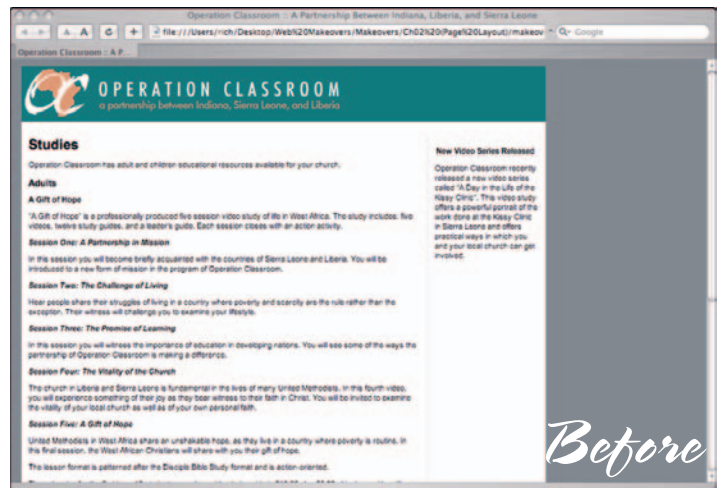 Operation Classroom :: A Partnership Between Indiana, Liberia, and Sierra Leone
A A C + file:///Users/rich/Desktop/Web%20Makeovers/Makeovers/Ch02%20(Page%20Layout)/makeov Q Google
Operation Classroom :: A P...
OPERATION CLASSROOM
a partnership between Indiana, Sierra Leone, and Liberia
Studies
Operation Classroom has adult and children educational resources available for your church.
Adults
A Gift of Hope
"A Gift of Hope" is a professionally produced five session video study of life in West Africa. The study includes: five
videos, twelve study guides, and a leader's guide. Each session closes with an action activity.
Session One: A Partnership in Mission
In this session you will become briefly acquainted with the countries of Sierra Leone and Liberia. You will be
introduced to a new form of mission in the program of Operation Classroom.
Session Two: The Challenge of Living
Hear people share their struggles of living in a country where poverty and scarcity are the rule rather than the
exception. Their witness will challenge you to examine your lifestyle.
Session Three: The Promise of Learning
In this session you will witness the importance of education in developing nations. You will see some of the ways the
partnership of Operation Classroom is making a difference.
Session Four: The Vitality of the Church
The church in Liberia and Sierra Leone is fundamental in the lives of many United Methodists. In this fourth video,
you will experience something of their joy as they bear witness to their faith in Christ. You will be invited to examine
the vitality of your local church as well as of your own personal faith.
Session Five: A Gift of Hope
United Methodists in West Africa share an unshakable hope, as they live in a country where poverty is routine. In
this final session, the West African Christians will share with you their gift of hope.
The lesson format is patterned after the Disciple Bible Study format and is action-oriented.
New Video Series Released
Operation Classroom recently
released a new video series
called "A Day in the Life of the
Kissy Clinic". This video study
offers a powerful portrait of the
work done at the Kissy Clinic
in Sierra Leone and offers
practical ways in which you
and your local church can get
involved.
Before